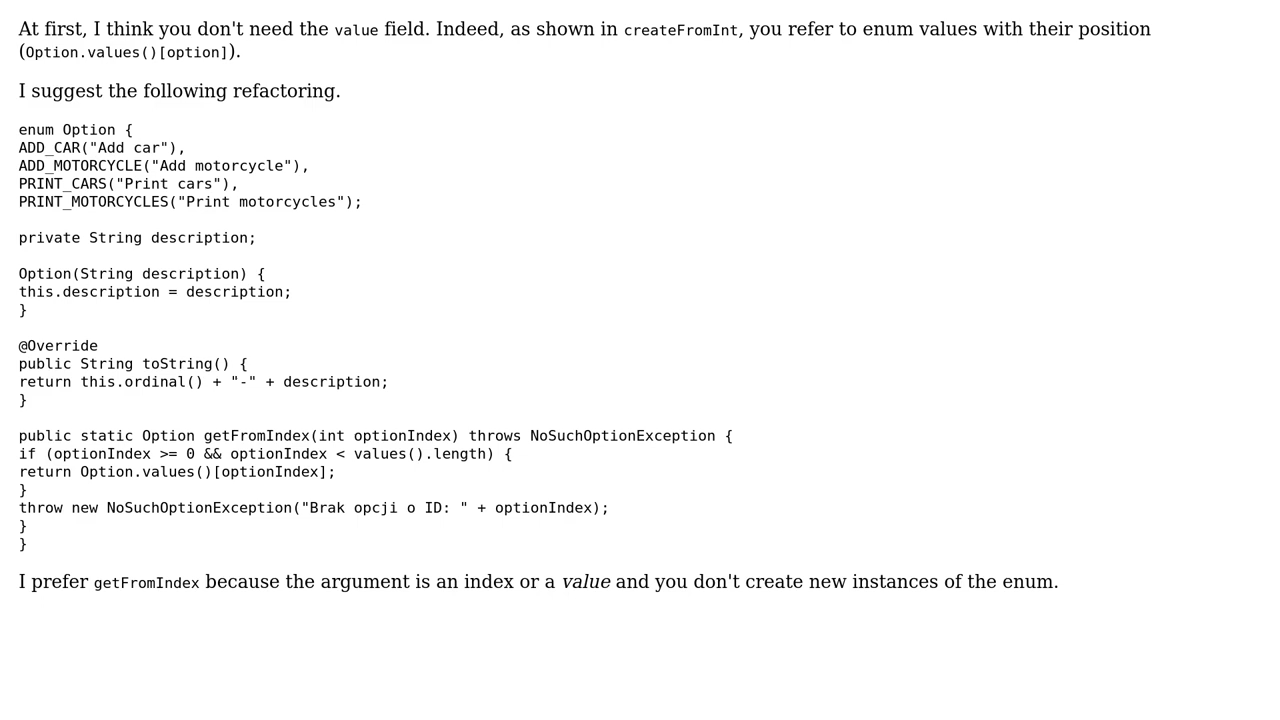 At first, I think you don't need the value field. Indeed, as shown in createFromInt, you refer to enum values with their position
(Option.values()[option]).
I suggest the following refactoring.
enum Option {
ADD_CAR("Add car"),
ADD_MOTORCYCLE("Add motorcycle"),
PRINT_CARS("Print cars"),
PRINT_MOTORCYCLES("Print motorcycles");
private String description;
Option(String description) {
this.description = description;
}
@Override
public String toString() {
return this.ordinal() + "-" + description;
}
public static Option getFromIndex(int optionIndex) throws NoSuchOptionException {
if (optionIndex >= 0 && optionIndex < values().length) {
return Option.values()[optionIndex];
}
throw new NoSuchOptionException("Brak opcji o ID: " + optionIndex);
}
}
I prefer getFromIndex because the argument is an index or a value and you don't create new instances of the enum.